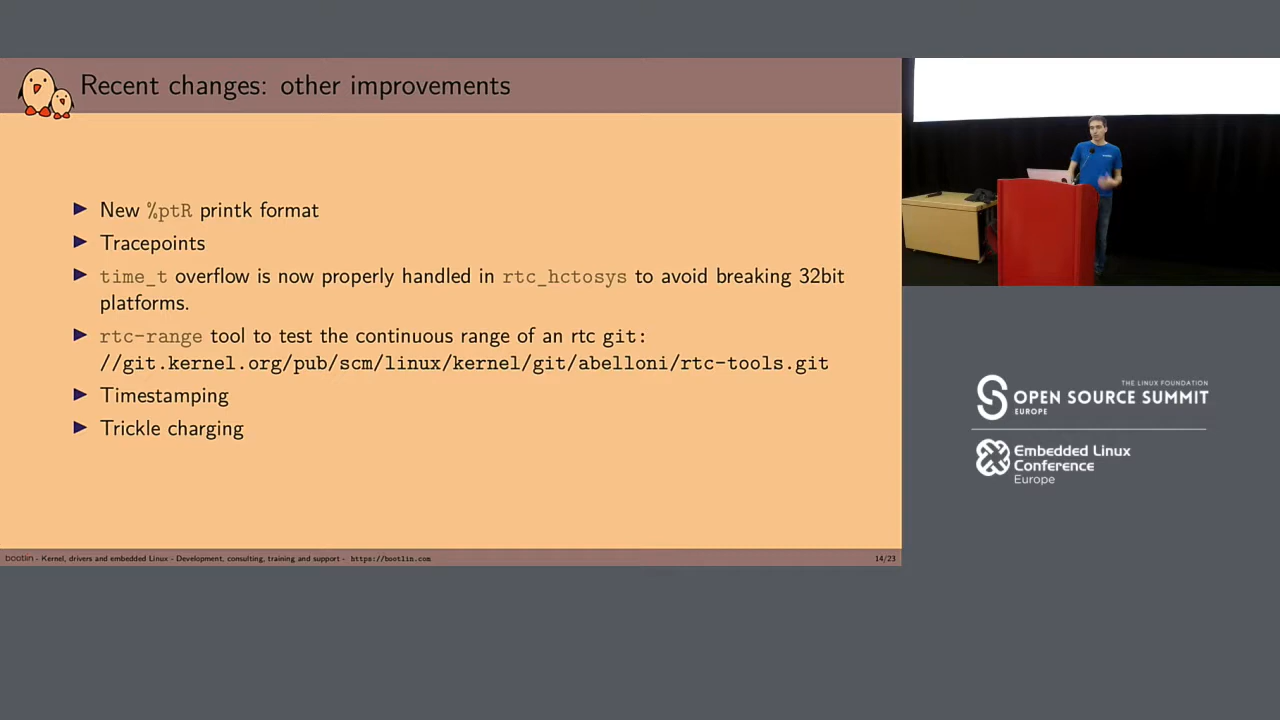 Recent changes: other improvements
New %ptR printk format
Tracepoints
time_t overflow is now properly handled in rtc_hctosys to avoid breaking 32bit
platforms.
rtc-range tool to test the continuous range of an rtc git:
//git.kernel.org/pub/scm/linux/kernel/git/abelloni/rtc-tools.git
Timestamping
Trickle charging
bootlin - Kernel, drivers and embedded Linux - Development, consulting, training and support - https://bootlin.com
14/23
THE LINUX FOUNDATION
OPEN SOURCE SUMMIT
EUROPE
Embedded Linux
Conference
Europe